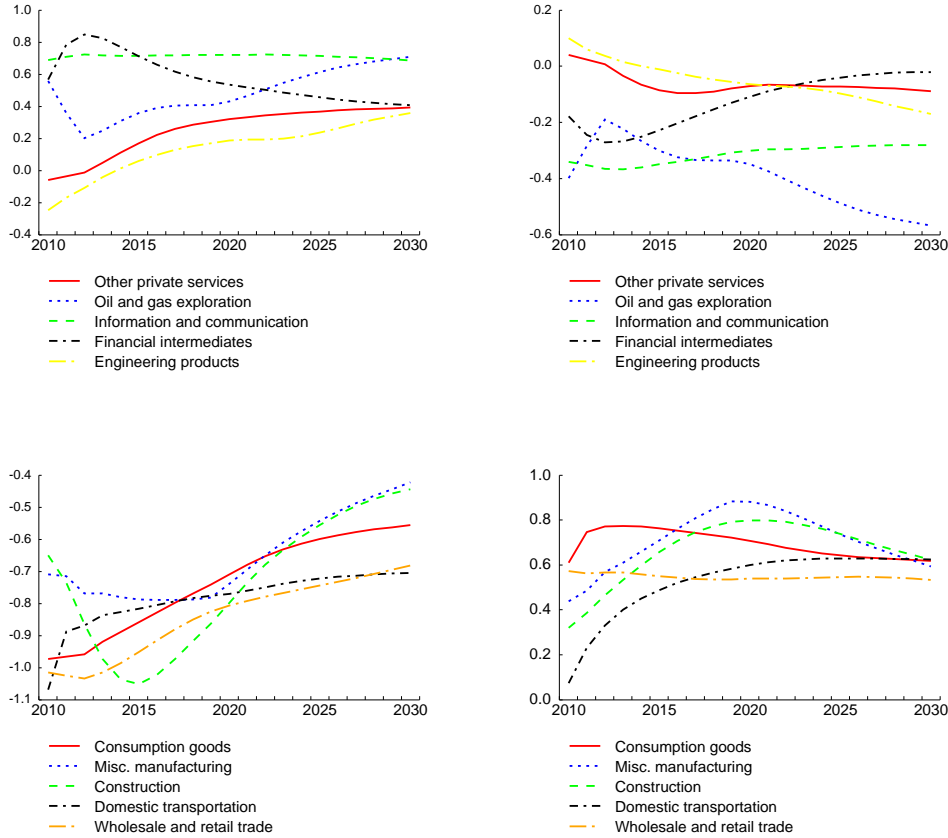 1.0
0.8
0.6
0.4
0.2
0.0
-0.2
-0.4
2010 2015 2020 2025 2030
Other private services
Oil and gas exploration
Information and communication
Financial intermediates
Engineering products
0.2
0.0
-0.2
-0.4
-0.6
2010 2015 2020 2025 2030
Other private services
Oil and gas exploration
Information and communication
Financial intermediates
Engineering products
-0.4
-0.5
-0.6
-0.7
-0.8
-0.9
-1.0
-1.1
2010 2015 2020 2025 2030
Consumption goods
Misc. manufacturing
Construction
Domestic transportation
Wholesale and retail trade
1.0
0.8
0.6
0.4
0.2
0.0
2010 2015 2020 2025 2030
Consumption goods
Misc. manufacturing
Construction
Domestic transportation
Wholesale and retail trade